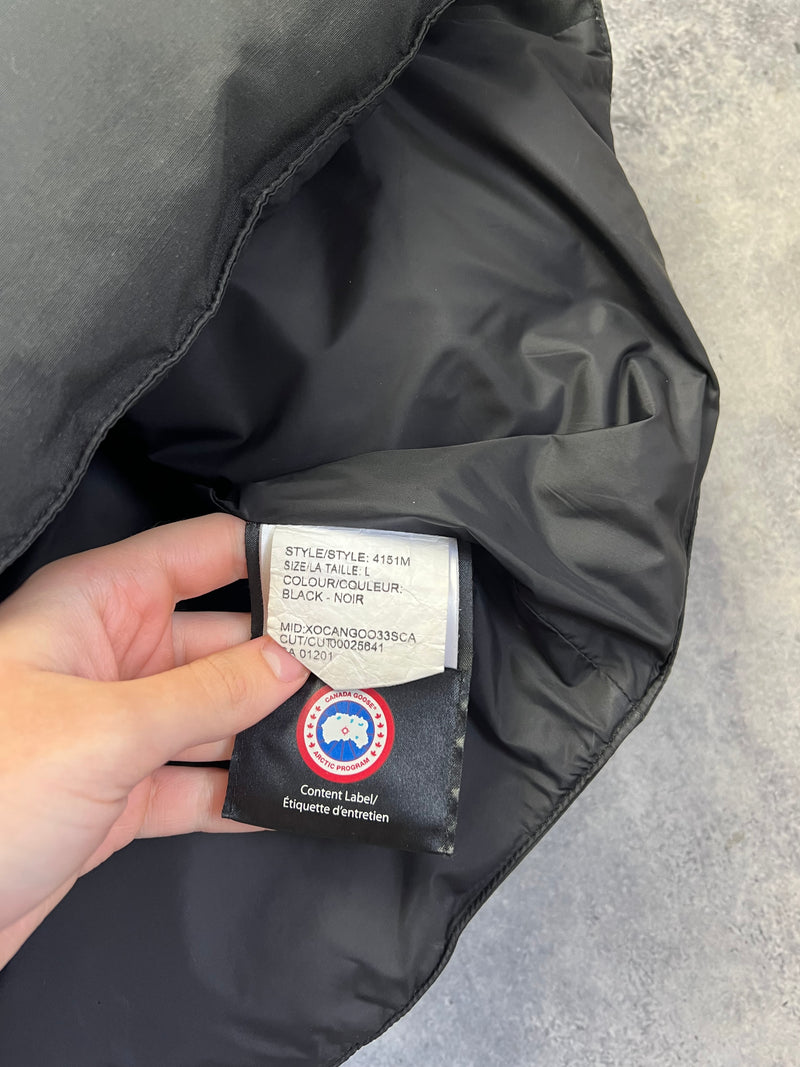 STYLE/STYLE: 4151M
SIZE/LA TAILLE: L
COLOUR/COULEUR:
BLACK - NOIR
MID:XOCANGOO33SCA
CUT/CUT00025641
01201
CANADA GOOSE®
ARCTIC PROGRAM
Content Label/
Étiquette d'entretien